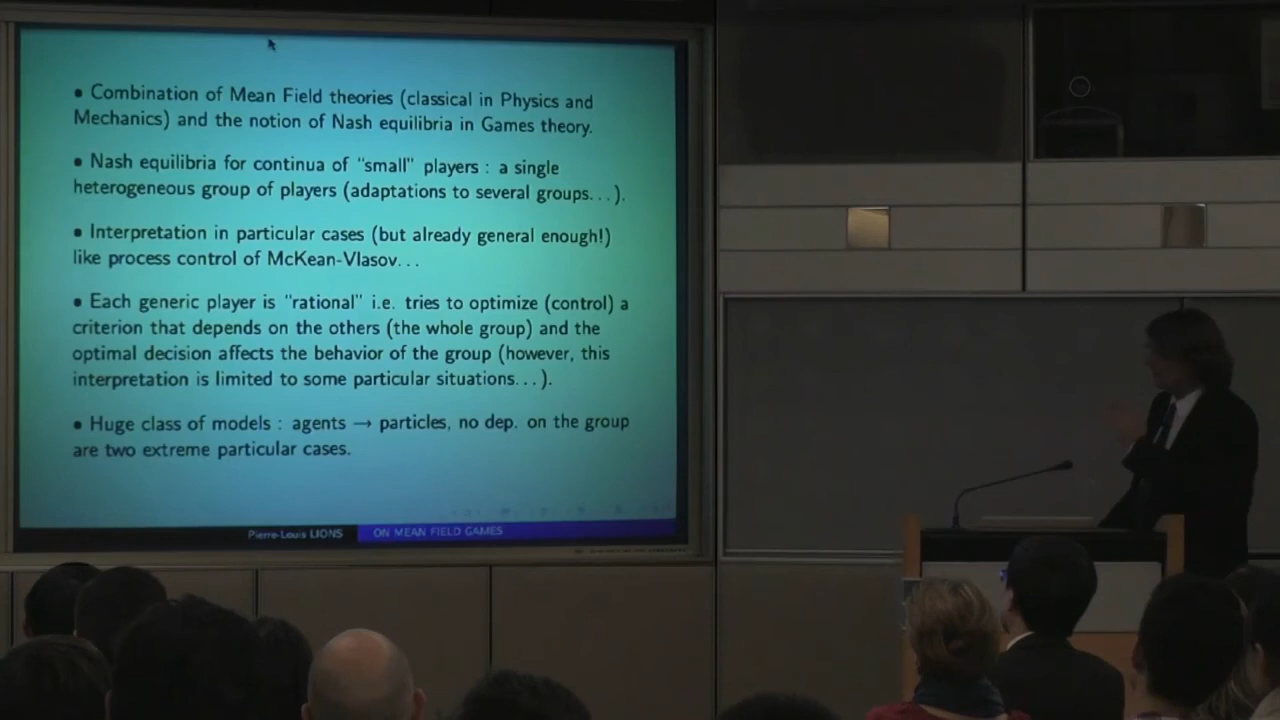 • Combination of Mean Field theories (classical in Physics and
Mechanics) and the notion of Nash equilibria in Games theory.
• Nash equilibria for continua of "small" players : a single
heterogeneous group of players (adaptations to several groups...).
• Interpretation in particular cases (but already general enough!)
like process control of McKean-Vlasov...
• Each generic player is "rational" i.e. tries to optimize (control) a
criterion that depends on the others (the whole group) and the
optimal decision affects the behavior of the group (however, this
interpretation is limited to some particular situations...).
• Huge class of models : agents → particles, no dep. on the group
are two extreme particular cases.
Pierre-Louis LIONS ON MEAN FIELD GAMES